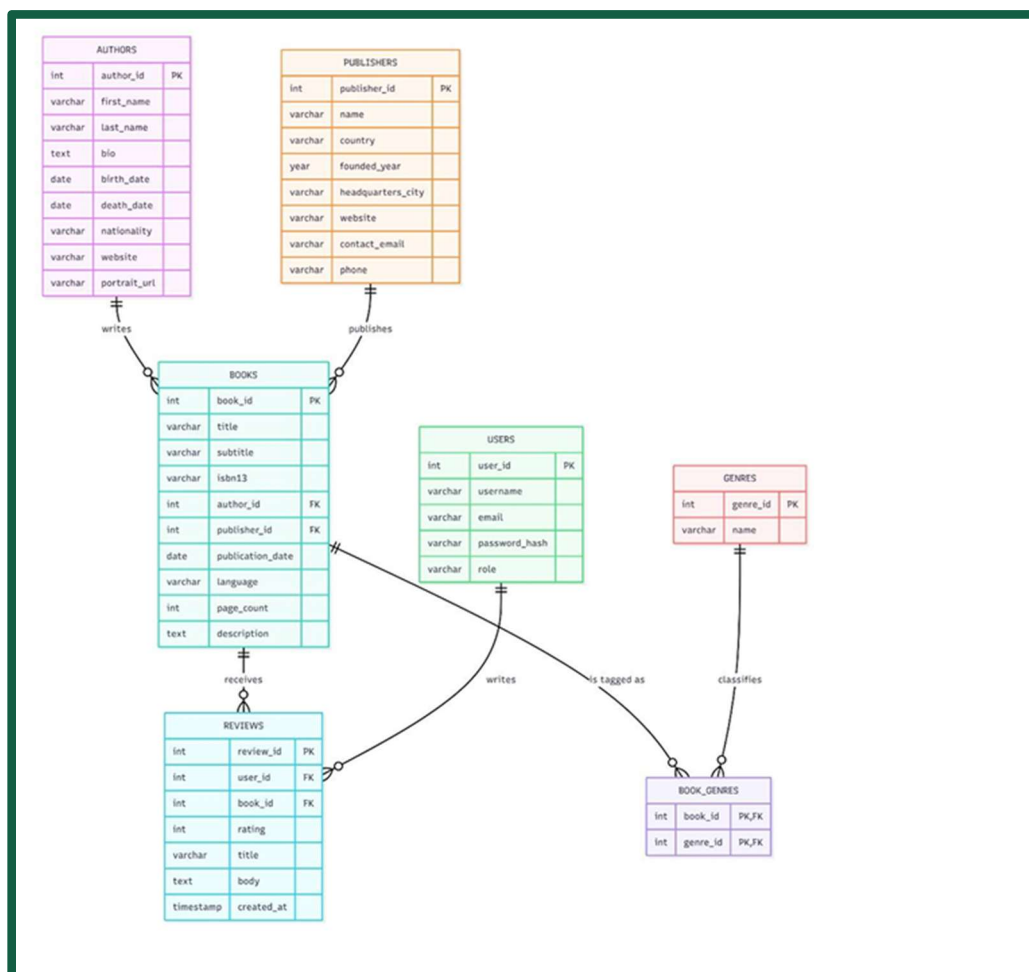 AUTHORS
int author_id PK
varchar first_name
varchar last_name
text bio
date birth_date
date death_date
varchar nationality
varchar website
varchar portrait_url
PUBLISHERS
int publisher_id PK
varchar name
varchar country
year founded_year
varchar headquarters_city
varchar website
varchar contact_email
varchar phone
writes
publishes
BOOKS
int book_id PK
varchar title
varchar subtitle
varchar isbn13
int author_id FK
int publisher_id FK
date publication_date
varchar language
int page_count
text description
USERS
int user_id PK
varchar username
varchar email
varchar password_hash
varchar role
GENRES
int genre_id PK
varchar name
receives
writes
is tagged as
classifies
REVIEWS
int review_id PK
int user_id FK
int book_id FK
int rating
varchar title
text body
timestamp created_at
BOOK_GENRES
int book_id PK,FK
int genre_id PK,FK